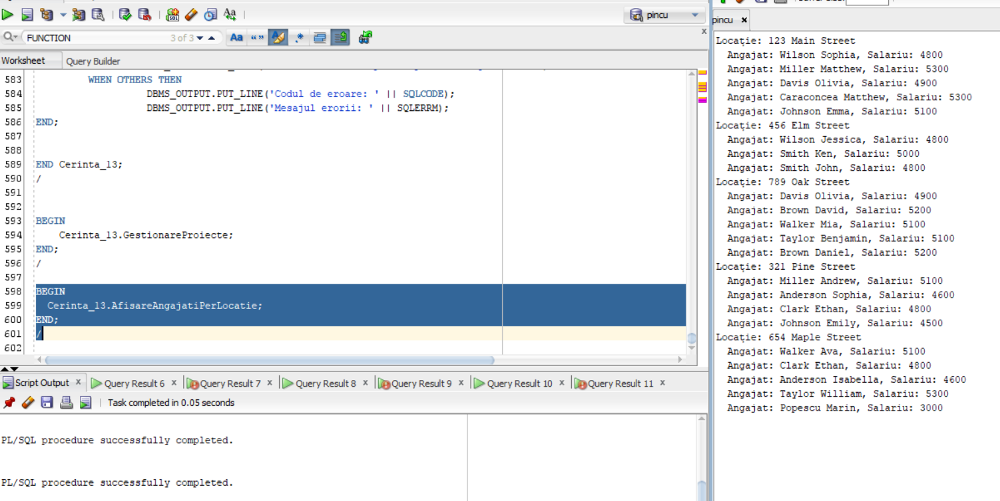 pincu
FUNCTION
3 of 3
Aa “ ” .*
Worksheet
Query Builder
583 WHEN OTHERS THEN
584 DBMS_OUTPUT.PUT_LINE('Codul de eroare: ' || SQLCODE);
585 DBMS_OUTPUT.PUT_LINE('Mesajul erorii: ' || SQLERRM);
586 END;
587
588
589 END Cerinta_13;
590 /
591
592
593 BEGIN
594 Cerinta_13.GestionareProiecte;
595 END;
596 /
597
598 BEGIN
599 Cerinta_13.AfisareAngajatiPerLocatie;
600 END;
601 /
602
Script Output x
Query Result 6 x
Query Result 7 x
Query Result 8 x
Query Result 9 x
Query Result 10 x
Query Result 11 x
Task completed in 0.05 seconds
PL/SQL procedure successfully completed.
PL/SQL procedure successfully completed.
pincu x
Locație: 123 Main Street
Angajat: Wilson Sophia, Salariu: 4800
Angajat: Miller Matthew, Salariu: 5300
Angajat: Davis Olivia, Salariu: 4900
Angajat: Caraconcea Matthew, Salariu: 5300
Angajat: Johnson Emma, Salariu: 5100
Locație: 456 Elm Street
Angajat: Wilson Jessica, Salariu: 4800
Angajat: Smith Ken, Salariu: 5000
Angajat: Smith John, Salariu: 4800
Locație: 789 Oak Street
Angajat: Davis Olivia, Salariu: 4900
Angajat: Brown David, Salariu: 5200
Angajat: Walker Mia, Salariu: 5100
Angajat: Taylor Benjamin, Salariu: 5100
Angajat: Brown Daniel, Salariu: 5200
Locație: 321 Pine Street
Angajat: Miller Andrew, Salariu: 5100
Angajat: Anderson Sophia, Salariu: 4600
Angajat: Clark Ethan, Salariu: 4800
Angajat: Johnson Emily, Salariu: 4500
Locație: 654 Maple Street
Angajat: Walker Ava, Salariu: 5100
Angajat: Clark Ethan, Salariu: 4800
Angajat: Anderson Isabella, Salariu: 4600
Angajat: Taylor William, Salariu: 5300
Angajat: Popescu Marin, Salariu: 3000